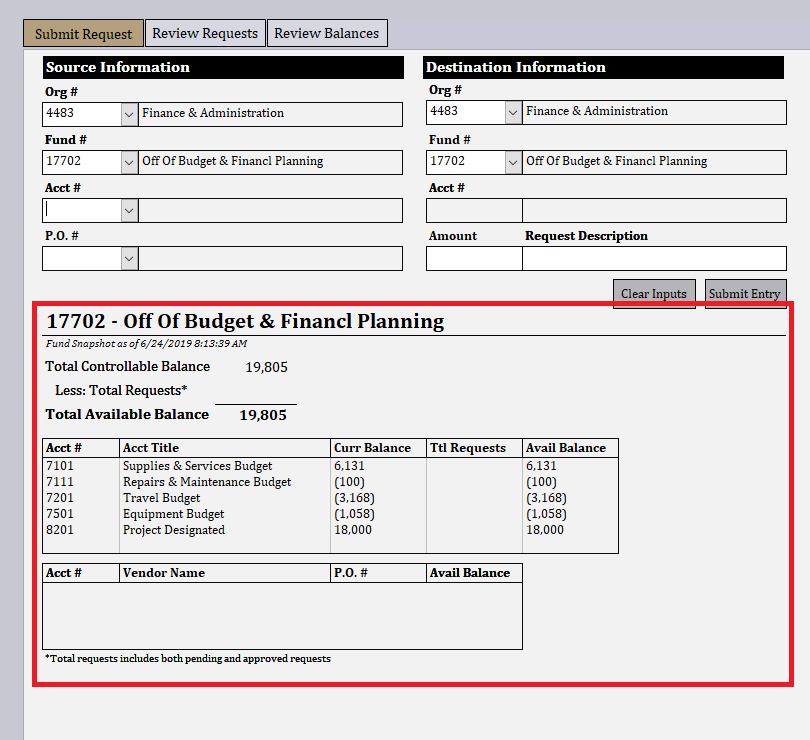 Submit Request Review Requests Review Balances
Source Information
Org #
4483 Finance & Administration
Fund #
17702 Off Of Budget & Financl Planning
Acct #
P.O. #
Destination Information
Org #
4483 Finance & Administration
Fund #
17702 Off Of Budget & Financl Planning
Acct #
Amount Request Description
Clear Inputs Submit Entry
17702 - Off Of Budget & Financl Planning
Fund Snapshot as of 6/24/2019 8:13:39 AM
Total Controllable Balance 19,805
Less: Total Requests*
Total Available Balance 19,805
Acct # Acct Title Curr Balance Ttl Requests Avail Balance
7101 Supplies & Services Budget 6,131 6,131
7111 Repairs & Maintenance Budget (100) (100)
7201 Travel Budget (3,168) (3,168)
7501 Equipment Budget (1,058) (1,058)
8201 Project Designated 18,000 18,000
Acct # Vendor Name P.O. # Avail Balance
*Total requests includes both pending and approved requests